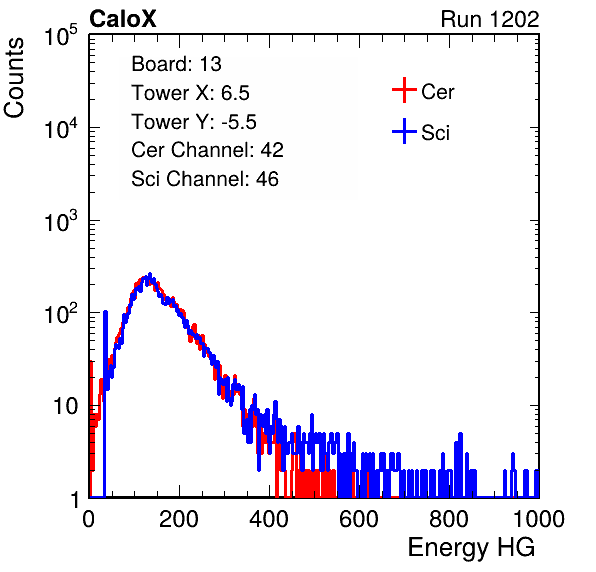 CaloX Run 1202
Counts
10^5
10^4
10^3
10^2
10
1
Board: 13
Tower X: 6.5
Tower Y: -5.5
Cer Channel: 42
Sci Channel: 46
Cer
Sci
0 200 400 600 800 1000
Energy HG